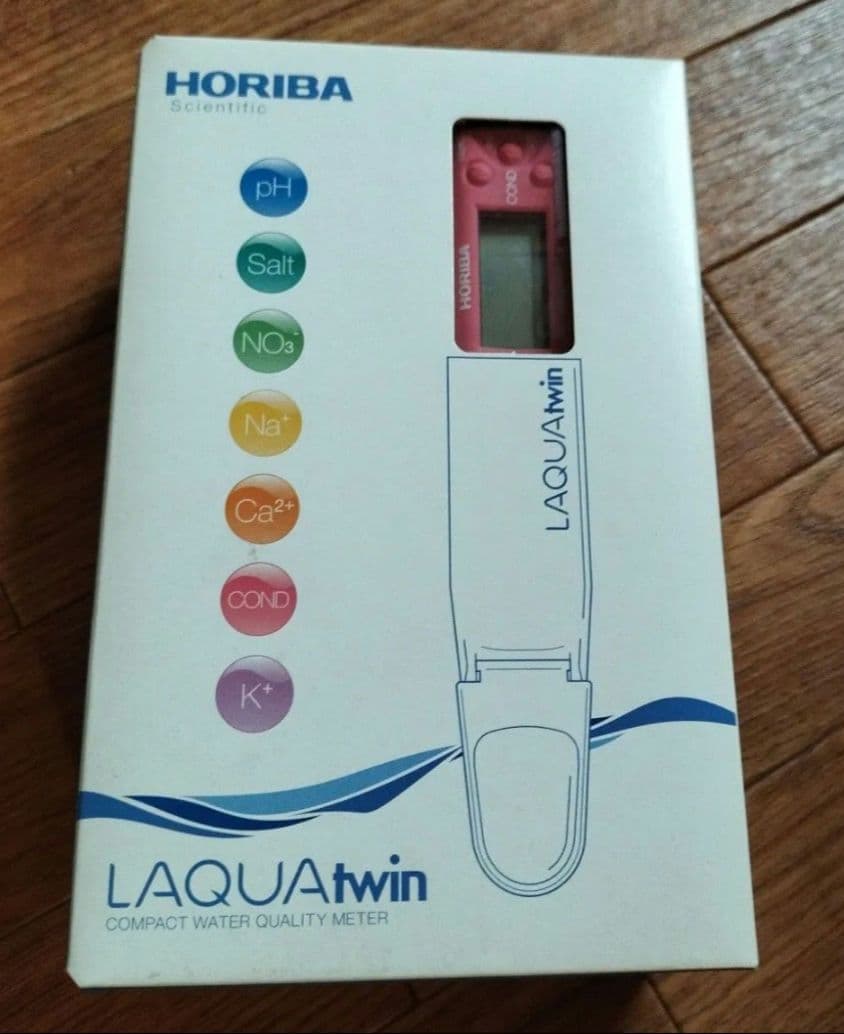 HORIBA
Scientific
pH
Salt
NO₃⁻
Na⁺
Ca²⁺
COND
K⁺
COND
HORIBA
LAQUAtwin
LAQUAtwin
COMPACT WATER QUALITY METER